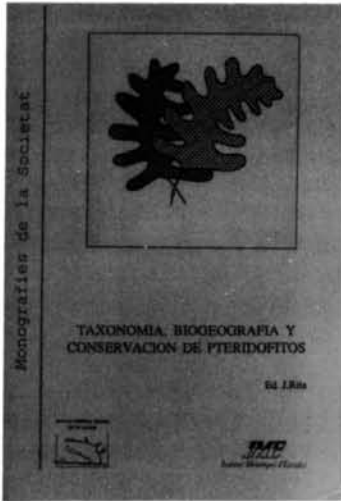 Monografies de la Societat
TAXONOMIA, BIOGEOGRAFIA Y
CONSERVACION DE PTERIDOFITOS
Ed. J.Rita
IME